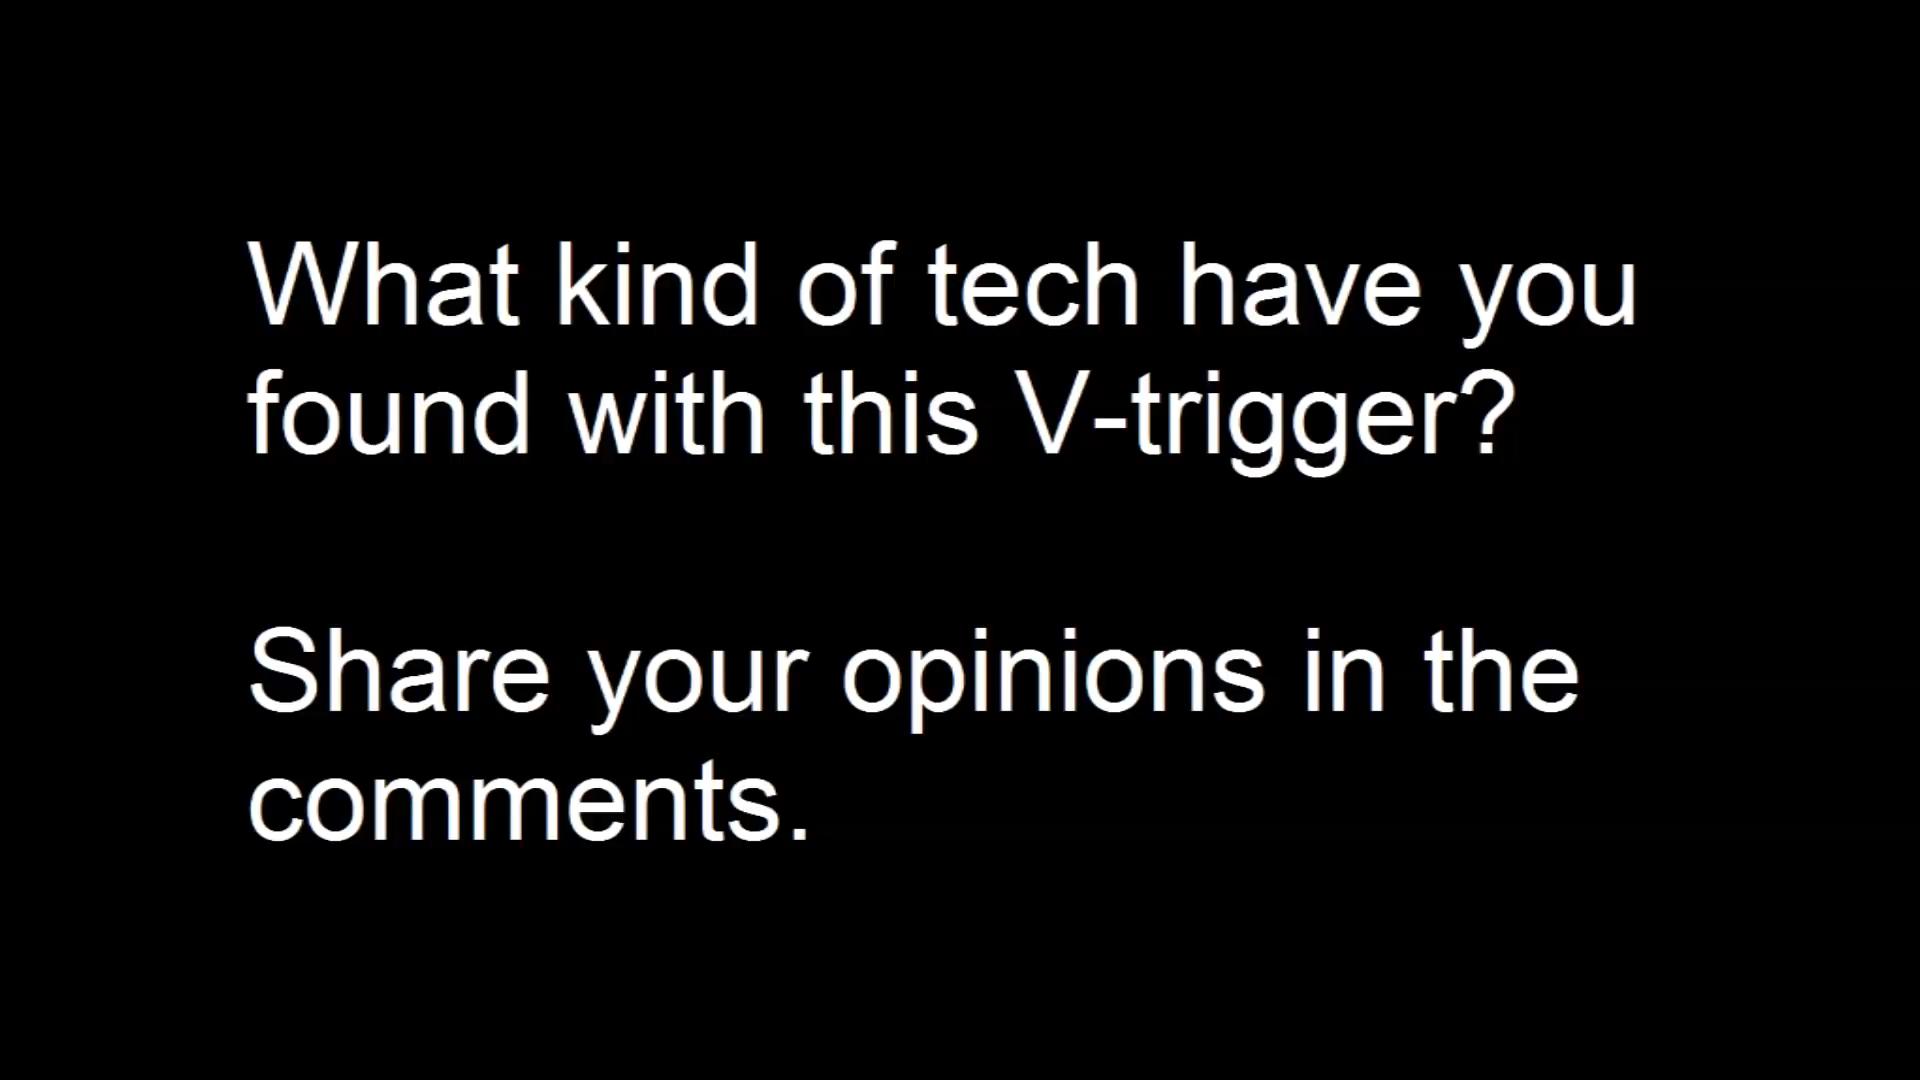 What kind of tech have you
found with this V-trigger?
Share your opinions in the
comments.